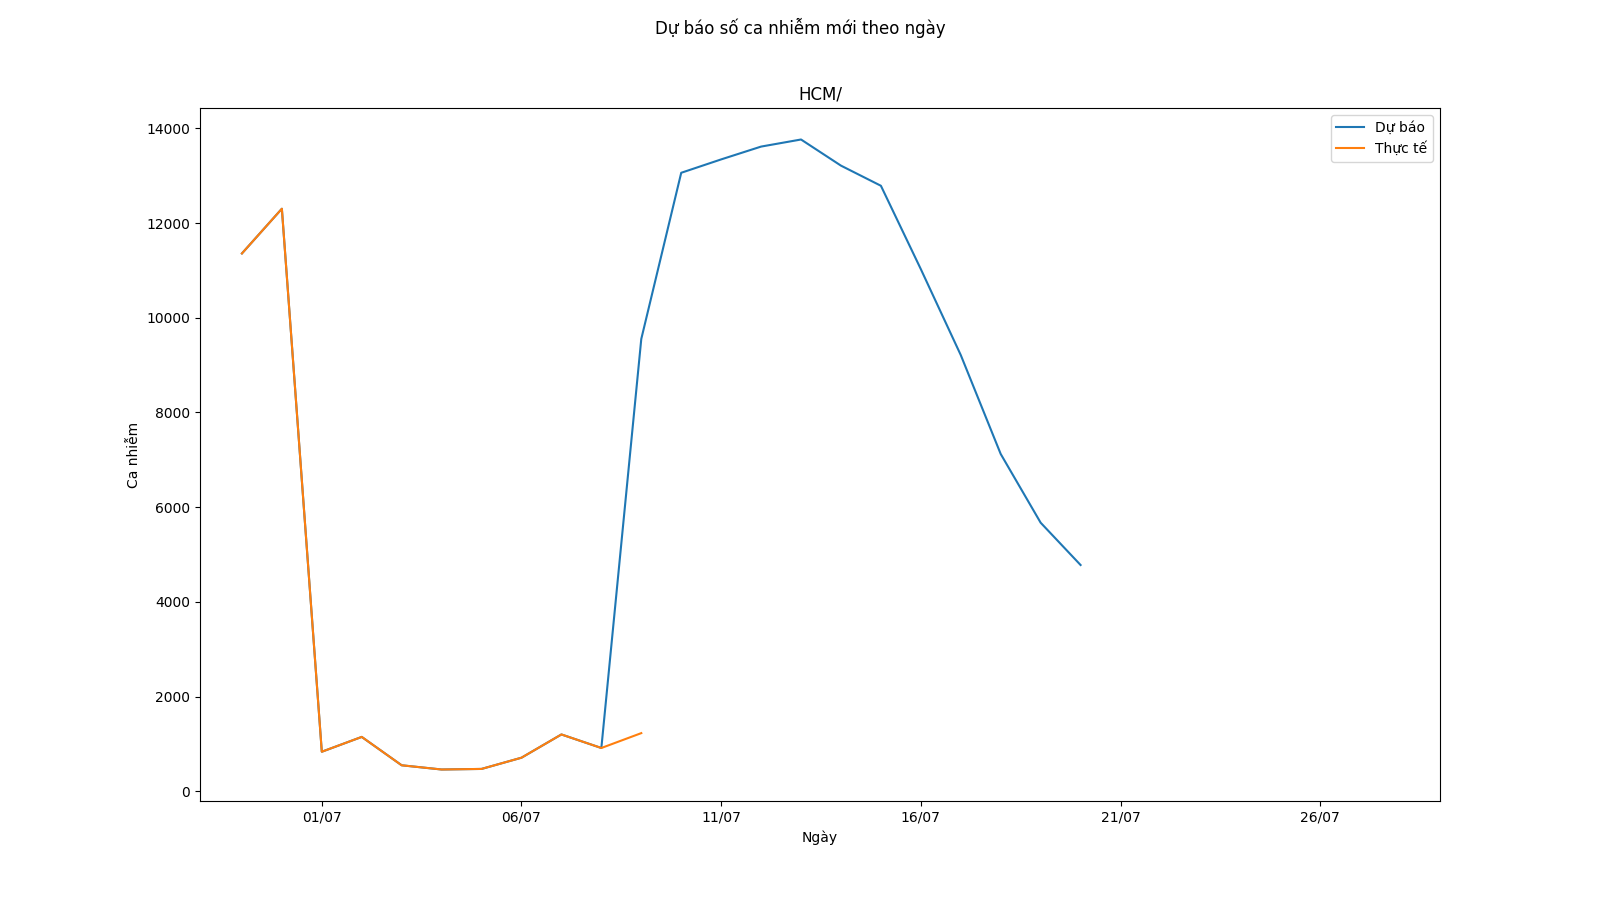 Dự báo số ca nhiễm mới theo ngày
HCM/
Dự báo
Thực tế
14000
12000
10000
8000
6000
4000
2000
0
Ca nhiễm
01/07
06/07
11/07
16/07
21/07
26/07
Ngày